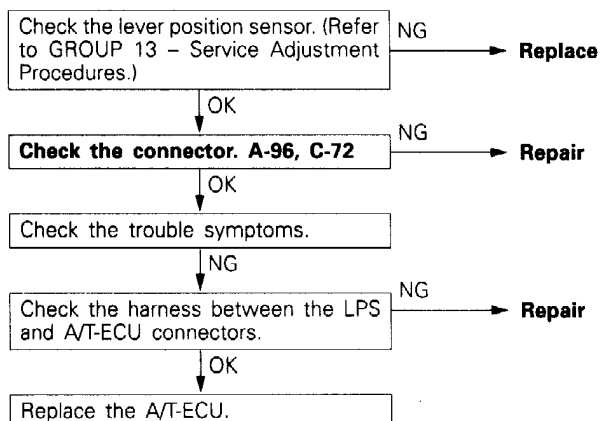 Check the lever position sensor. (Refer
to GROUP 13 – Service Adjustment
Procedures.)
NG
Replace
OK
Check the connector. A-96, C-72
NG
Repair
OK
Check the trouble symptoms.
NG
Check the harness between the LPS
and A/T-ECU connectors.
NG
Repair
OK
Replace the A/T-ECU.